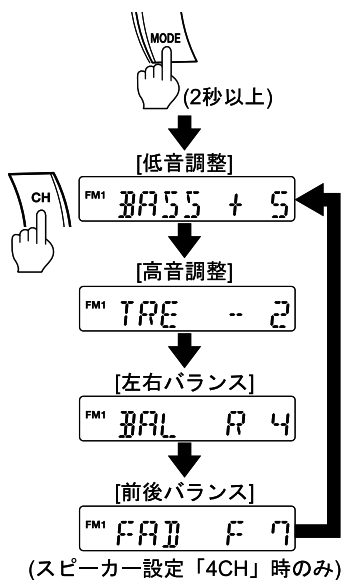 MODE
(2秒以上)
[低音調整]
CH
FM1 BASS + 5
[高音調整]
FM1 TRE - 2
[左右バランス]
FM1 BAL R 4
[前後バランス]
FM1 FAD F 7
(スピーカー設定「4CH」時のみ)